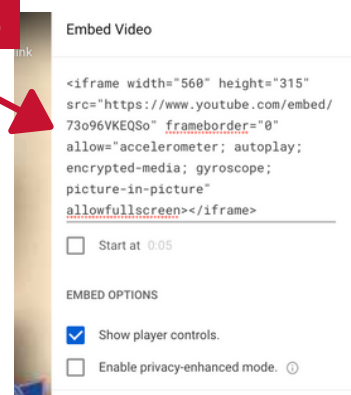 Embed Video
ink
<iframe width="560" height="315"
src="https://www.youtube.com/embed/
73o96VKEQSo" frameborder="0"
allow="accelerometer; autoplay;
encrypted-media; gyroscope;
picture-in-picture"
allowfullscreen></iframe>
Start at 0:05
EMBED OPTIONS
Show player controls.
Enable privacy-enhanced mode.